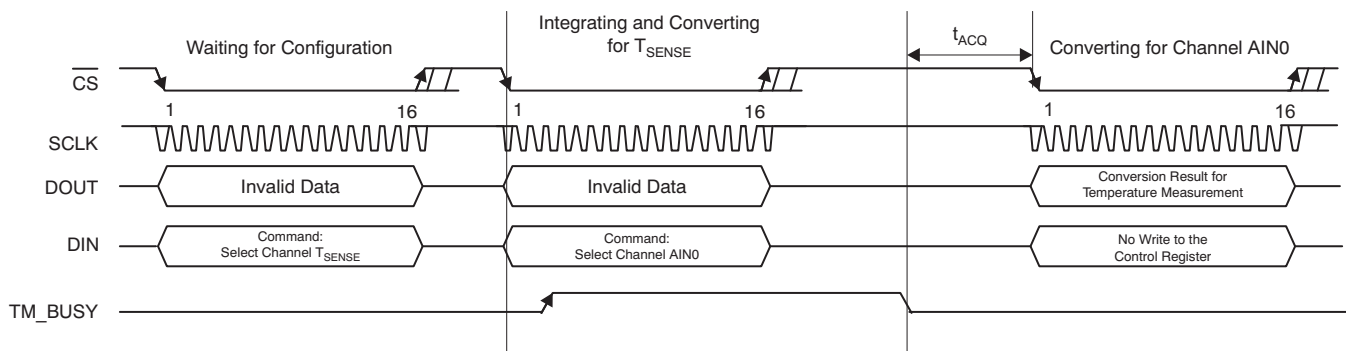 Waiting for Configuration
Integrating and Converting
for TSENSE
tACQ
Converting for Channel AIN0
CS
1
16
1
16
1
16
SCLK
DOUT
Invalid Data
Invalid Data
Conversion Result for
Temperature Measurement
DIN
Command:
Select Channel TSENSE
Command:
Select Channel AIN0
No Write to the
Control Register
TM_BUSY